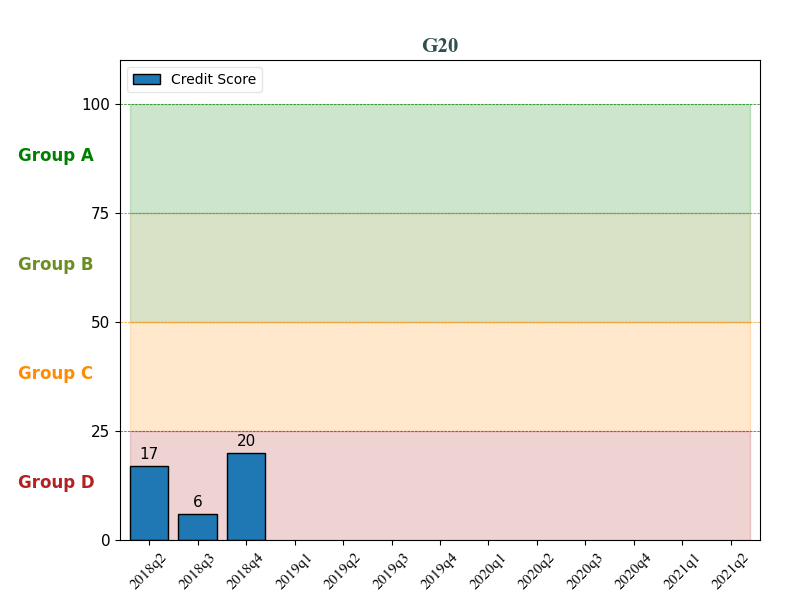 G20
Credit Score
100
Group A
75
Group B
50
Group C
25
Group D
0
17
6
20
2018q2
2018q3
2018q4
2019q1
2019q2
2019q3
2019q4
2020q1
2020q2
2020q3
2020q4
2021q1
2021q2